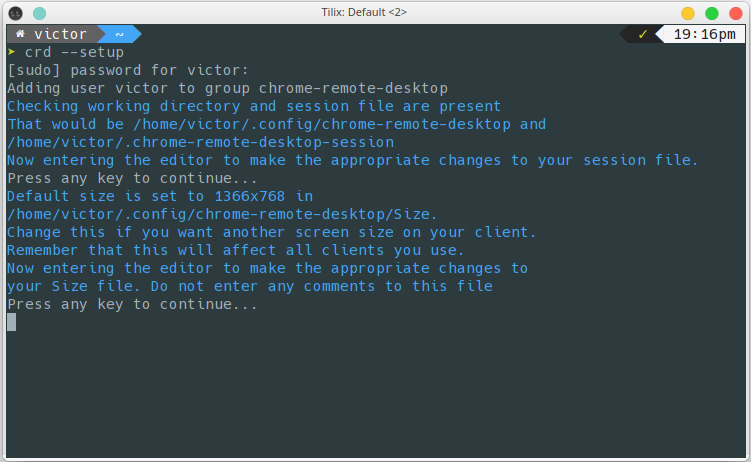 Tilix: Default <2>
victor ~ ✓ 19:16pm
➤ crd --setup
[sudo] password for victor:
Adding user victor to group chrome-remote-desktop
Checking working directory and session file are present
That would be /home/victor/.config/chrome-remote-desktop and
/home/victor/.chrome-remote-desktop-session
Now entering the editor to make the appropriate changes to your session file.
Press any key to continue...
Default size is set to 1366x768 in
/home/victor/.config/chrome-remote-desktop/Size.
Change this if you want another screen size on your client.
Remember that this will affect all clients you use.
Now entering the editor to make the appropriate changes to
your Size file. Do not enter any comments to this file
Press any key to continue...